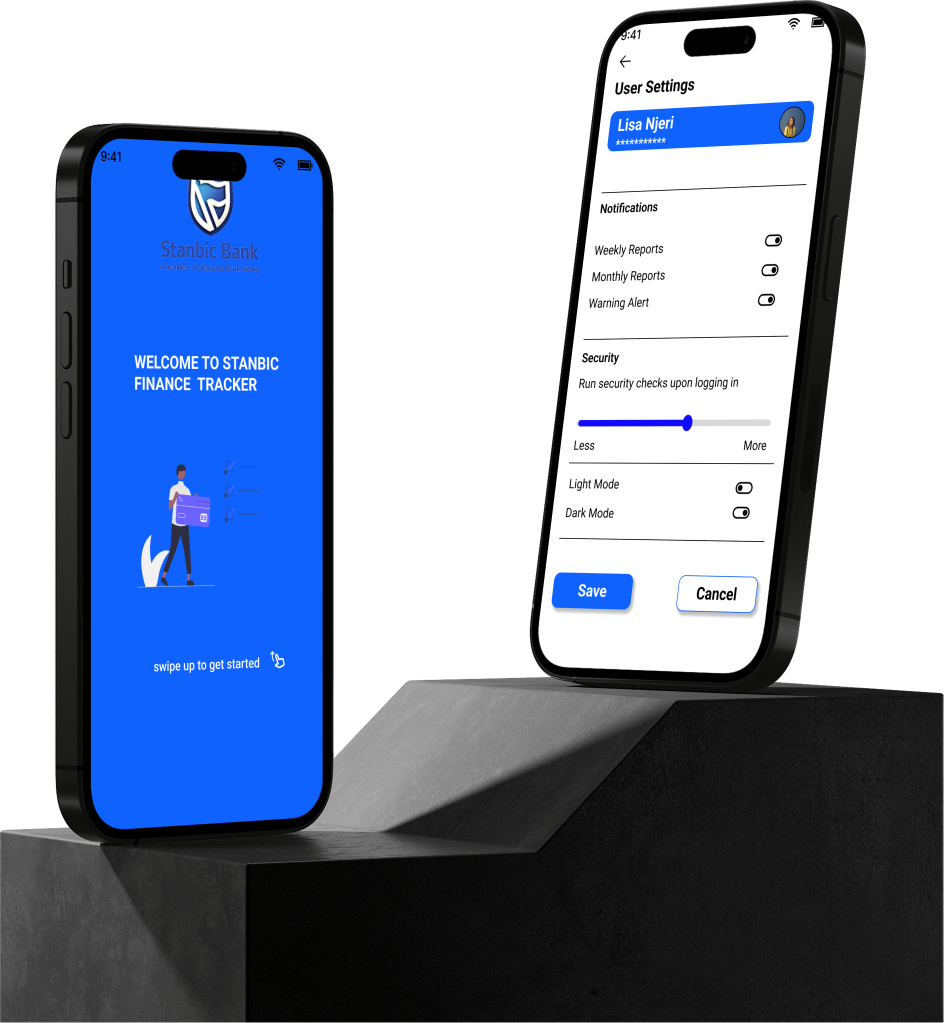 9:41
Stanbic Bank
WELCOME TO STANBIC
FINANCE TRACKER
swipe up to get started
9:41
User Settings
Lisa Njeri
***********
Notifications
Weekly Reports
Monthly Reports
Warning Alert
Security
Run security checks upon logging in
Less
More
Light Mode
Dark Mode
Save
Cancel